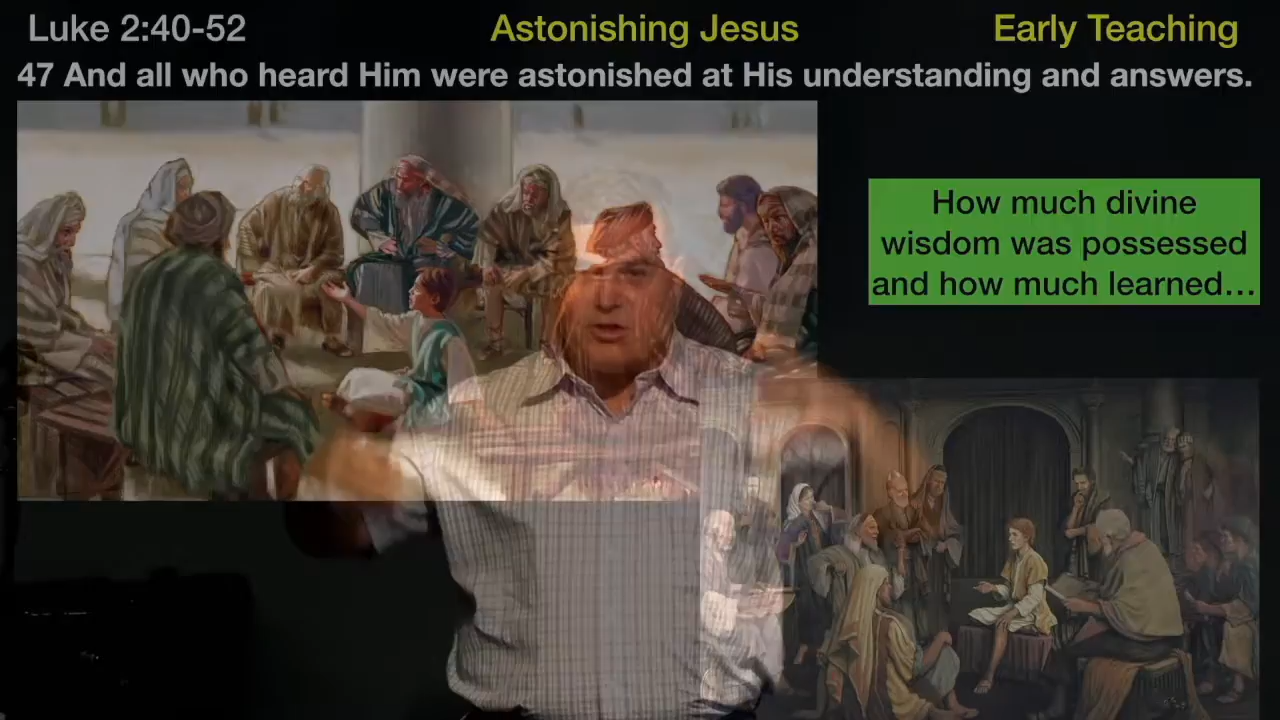 Luke 2:40-52
Astonishing Jesus
Early Teaching
47 And all who heard Him were astonished at His understanding and answers.
How much divine
wisdom was possessed
and how much learned...